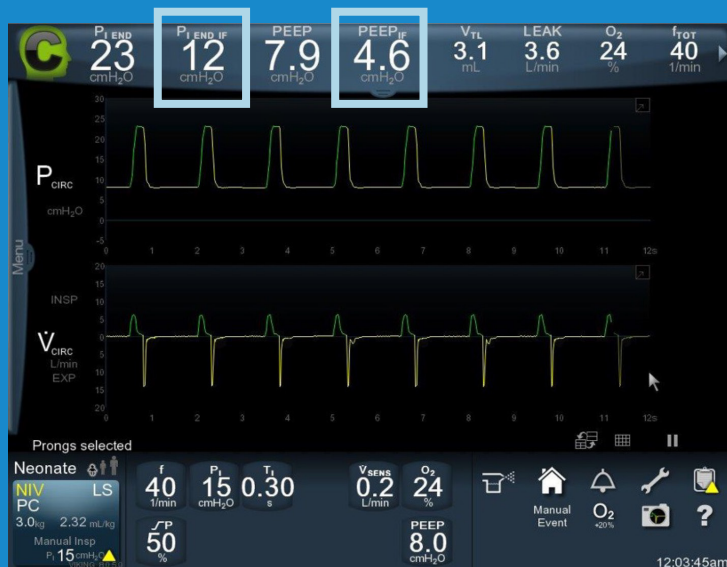 P I END P I END IF PEEP PEEP IF V TL LEAK O2 f TOT
23 12 7.9 4.6 3.1 3.6 24 40
cmH2O cmH2O cmH2O cmH2O mL L/min % 1/min
30
25
20
15
10
5
0
-5
P CIRC
cmH2O
0 1 2 3 4 5 6 7 8 9 10 11 12s
Menu
20
15
10
5
0
5
10
15
20
INSP
V̇ CIRC
L/min
EXP
0 1 2 3 4 5 6 7 8 9 10 11 12s
Prongs selected
Neonate
NIV LS
PC
3.0kg 2.32 mL/kg
Manual Insp
P I 15 cmH2O
f P I T I V̇ SENS O2
40 15 0.30 0.2 24
1/min cmH2O s L/min %
P PEEP
50 8.0
% cmH2O
Manual
Event
O2
+20%
?
12:03:45am